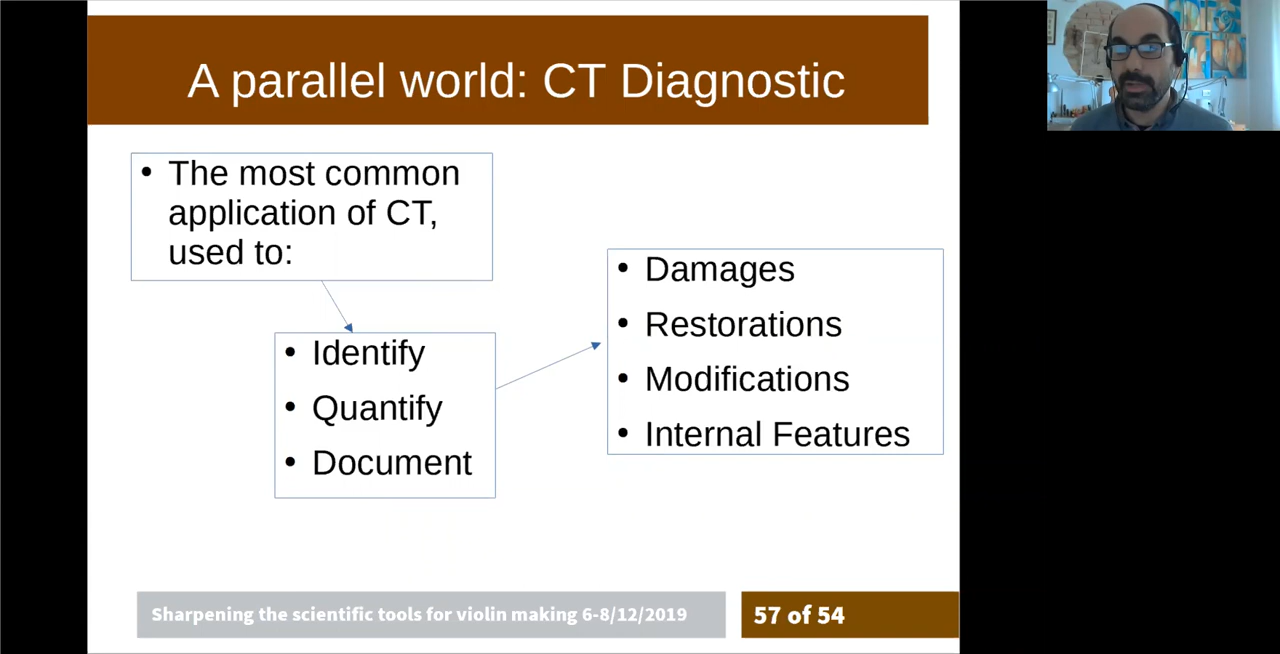 A parallel world: CT Diagnostic
• The most common
application of CT,
used to:
• Identify
• Quantify
• Document
• Damages
• Restorations
• Modifications
• Internal Features
Sharpening the scientific tools for violin making 6-8/12/2019
57 of 54